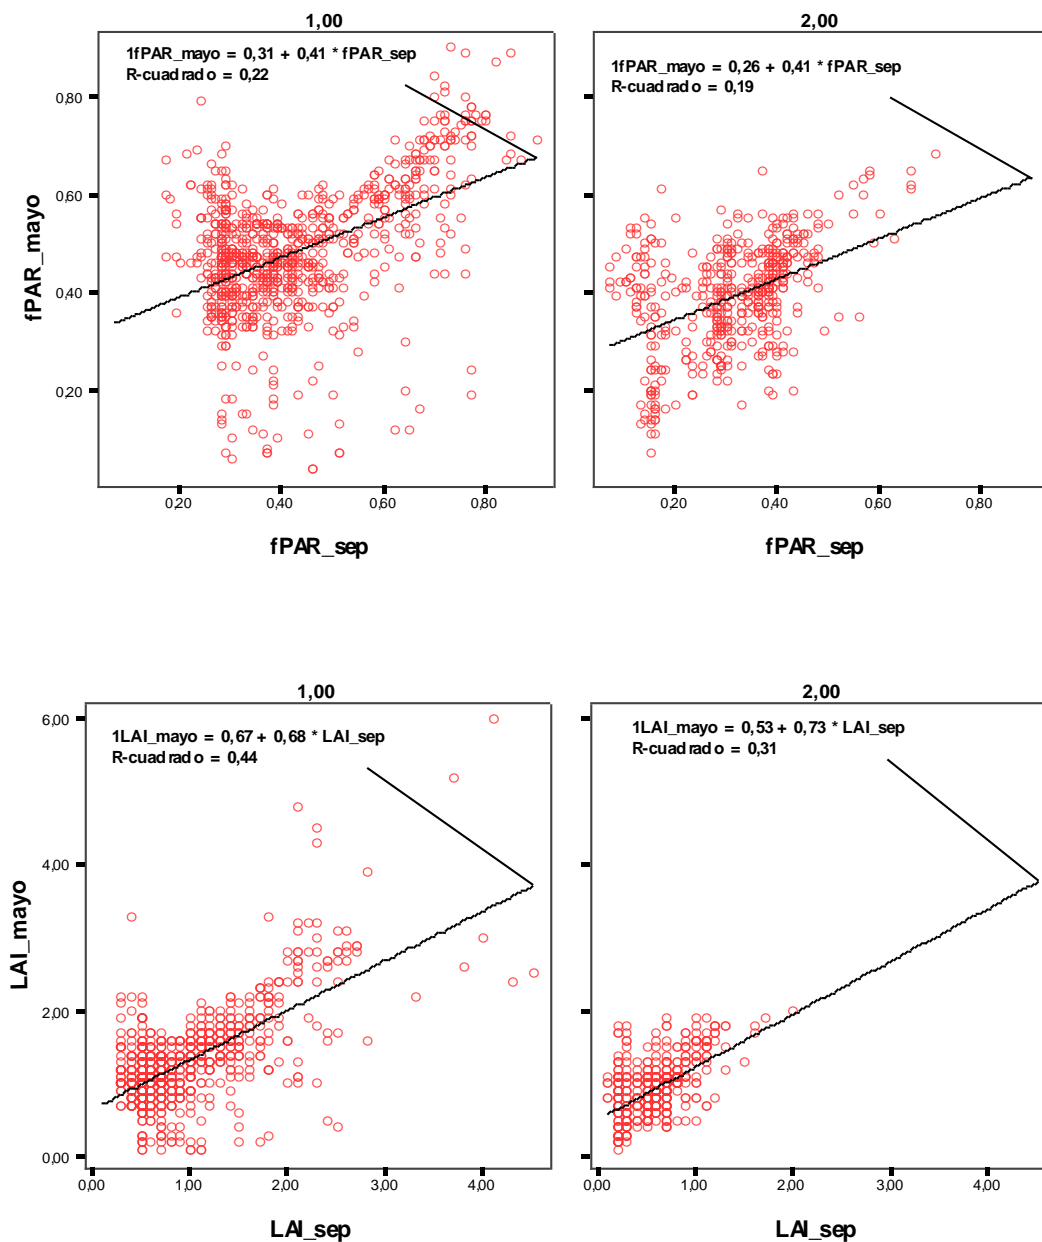 1,00
2,00
1fPAR_mayo = 0,31 + 0,41 * fPAR_sep
R-cuadrado = 0,22
1fPAR_mayo = 0,26 + 0,41 * fPAR_sep
R-cuadrado = 0,19
0,80
0,60
0,40
0,20
fPAR_mayo
0,20 0,40 0,60 0,80
0,20 0,40 0,60 0,80
fPAR_sep
fPAR_sep
1,00
2,00
1LAI_mayo = 0,67 + 0,68 * LAI_sep
R-cuadrado = 0,44
1LAI_mayo = 0,53 + 0,73 * LAI_sep
R-cuadrado = 0,31
6,00
4,00
2,00
0,00
LAI_mayo
0,00 1,00 2,00 3,00 4,00
0,00 1,00 2,00 3,00 4,00
LAI_sep
LAI_sep